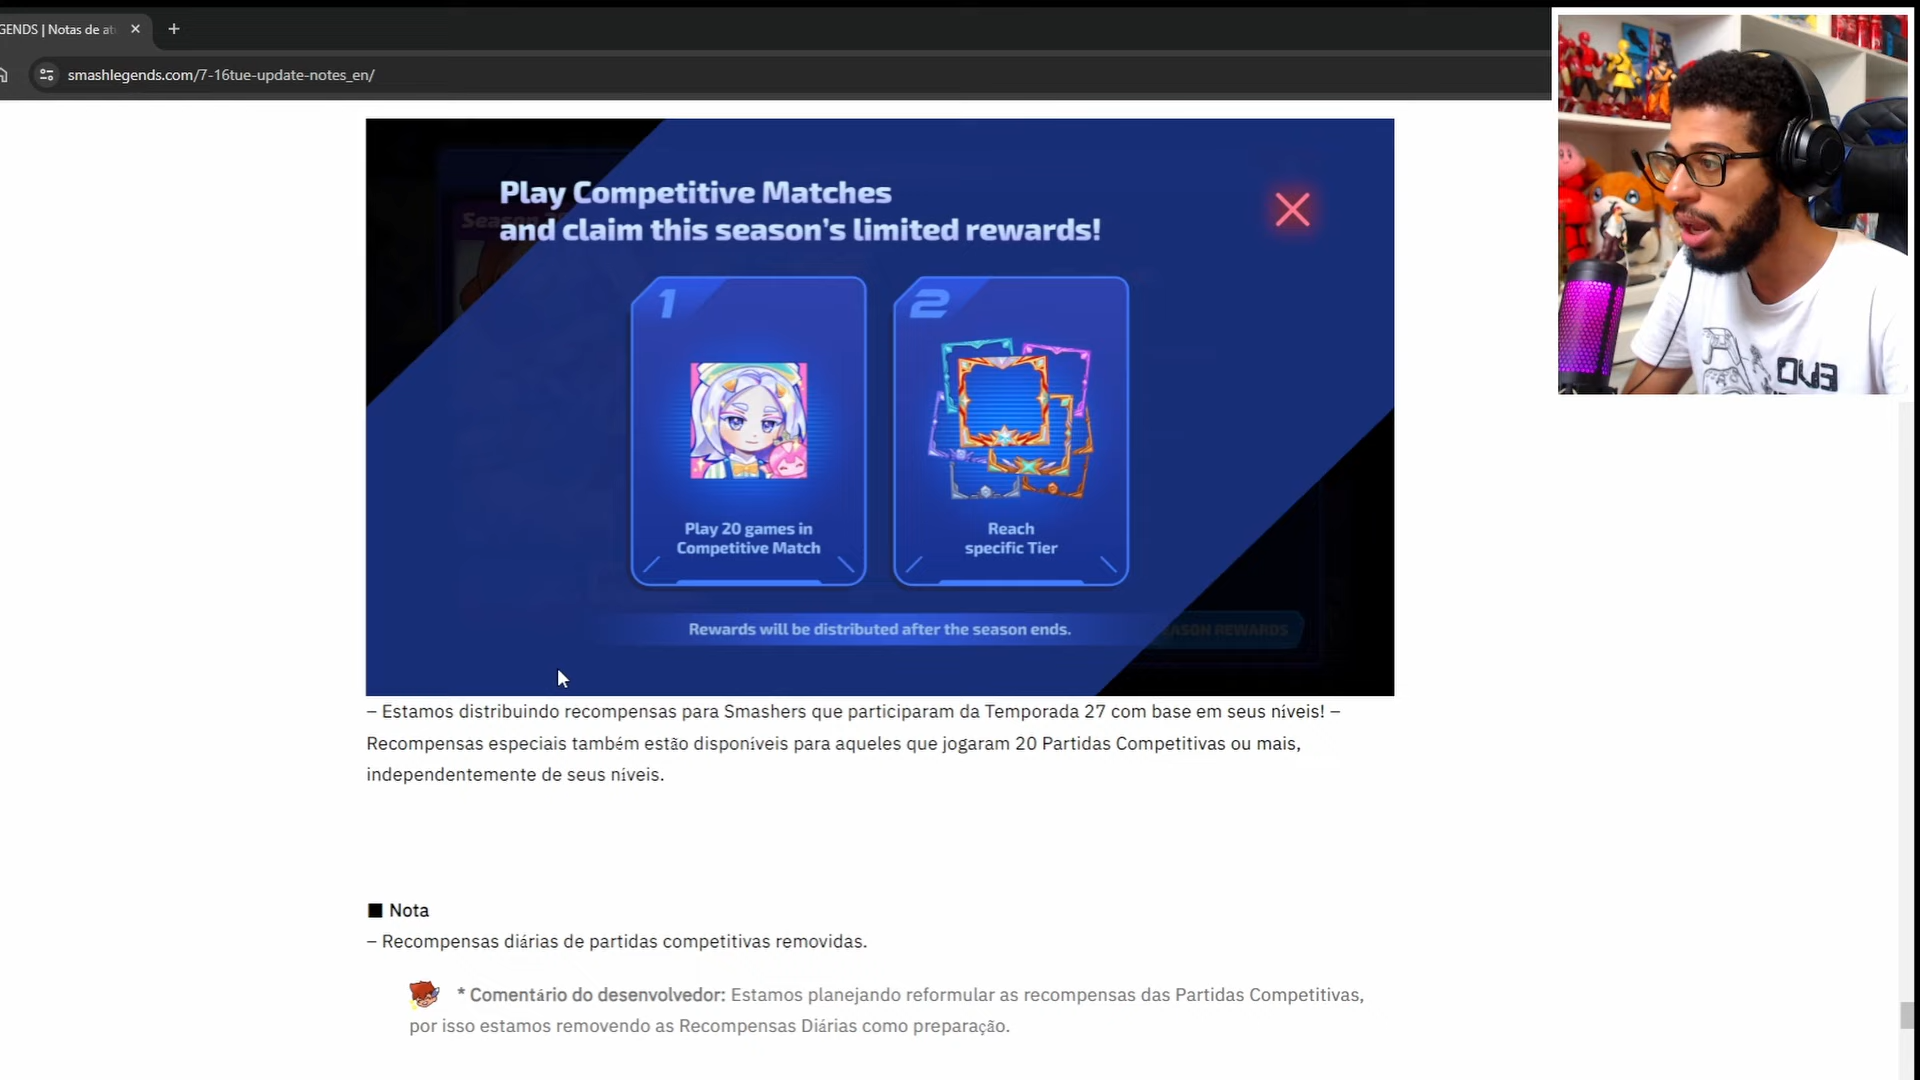 GENDS | Notas de at
smashlegends.com/7-16tue-update-notes_en/
Play Competitive Matches
and claim this season's limited rewards!
1
2
Play 20 games in
Competitive Match
Reach
specific Tier
Rewards will be distributed after the season ends.
– Estamos distribuindo recompensas para Smashers que participaram da Temporada 27 com base em seus níveis! –
Recompensas especiais também estão disponíveis para aqueles que jogaram 20 Partidas Competitivas ou mais,
independentemente de seus níveis.
■ Nota
– Recompensas diárias de partidas competitivas removidas.
* Comentário do desenvolvedor: Estamos planejando reformular as recompensas das Partidas Competitivas,
por isso estamos removendo as Recompensas Diárias como preparação.